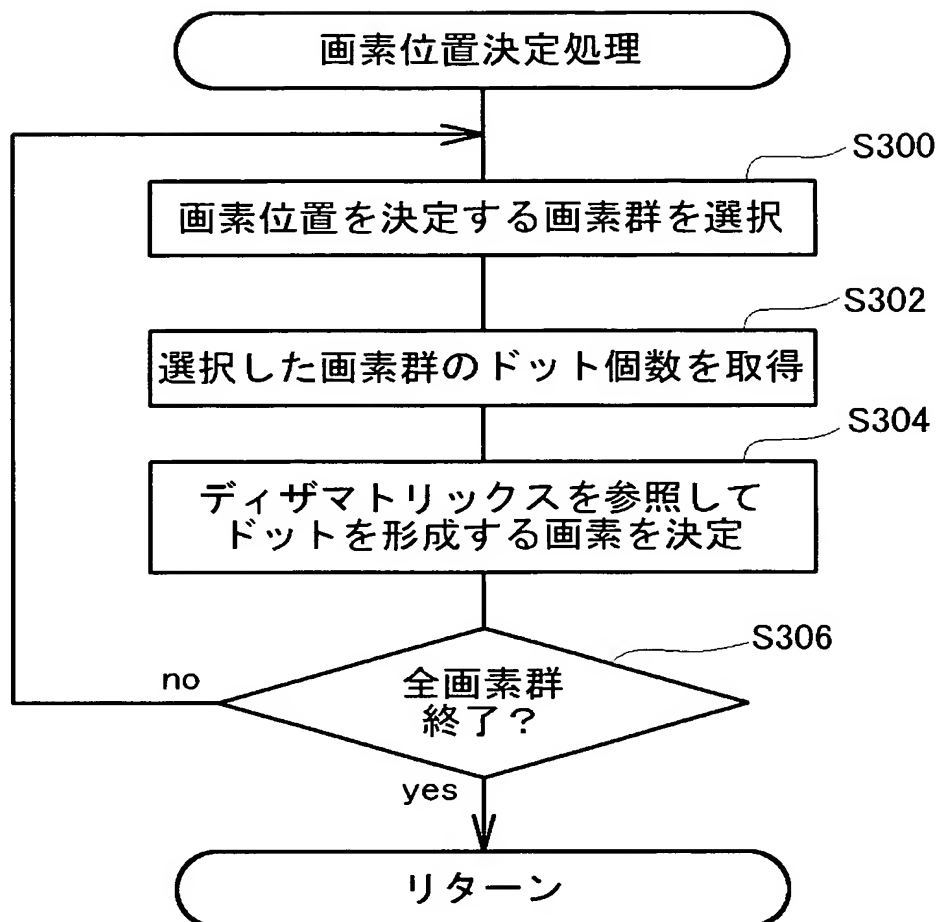 画素位置決定処理
S300
画素位置を決定する画素群を選択
S302
選択した画素群のドット個数を取得
S304
ディザマトリックスを参照して
ドットを形成する画素を決定
S306
no
全画素群
終了?
yes
リターン